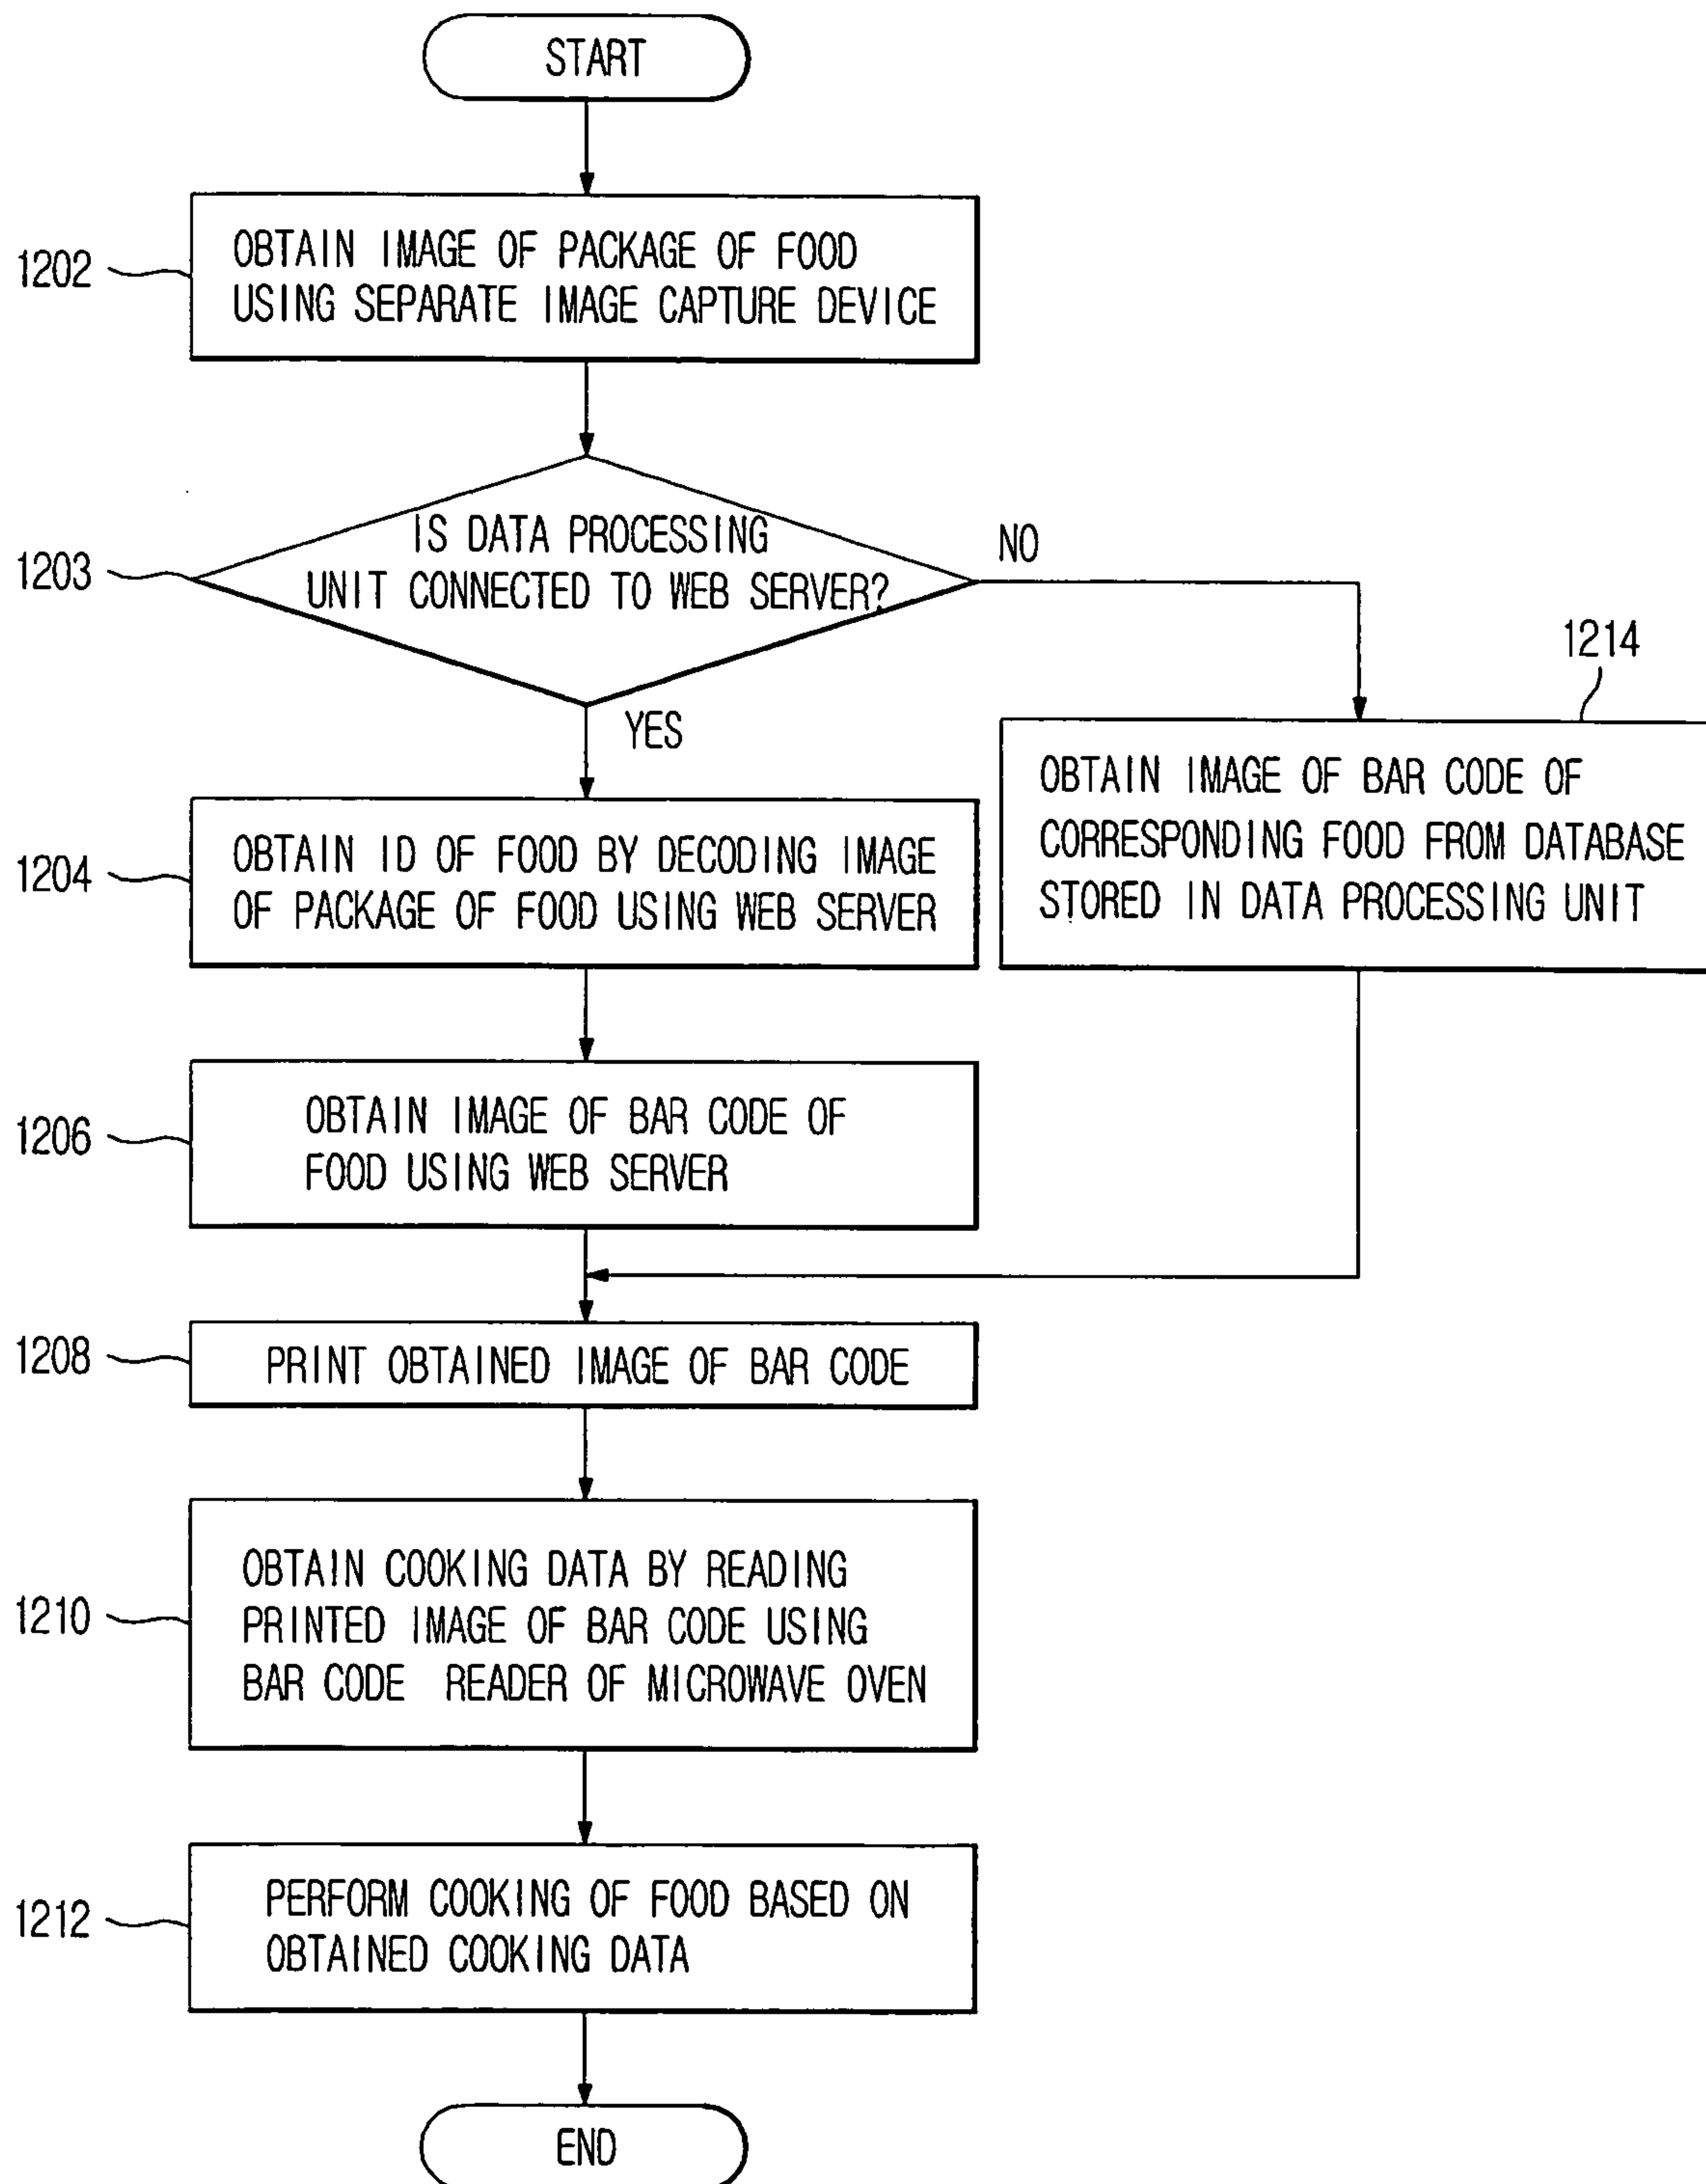 START
1202
OBTAIN IMAGE OF PACKAGE OF FOOD
USING SEPARATE IMAGE CAPTURE DEVICE
1203
IS DATA PROCESSING
UNIT CONNECTED TO WEB SERVER?
NO
YES
1214
OBTAIN IMAGE OF BAR CODE OF
CORRESPONDING FOOD FROM DATABASE
STORED IN DATA PROCESSING UNIT
1204
OBTAIN ID OF FOOD BY DECODING IMAGE
OF PACKAGE OF FOOD USING WEB SERVER
1206
OBTAIN IMAGE OF BAR CODE OF
FOOD USING WEB SERVER
1208
PRINT OBTAINED IMAGE OF BAR CODE
1210
OBTAIN COOKING DATA BY READING
PRINTED IMAGE OF BAR CODE USING
BAR CODE READER OF MICROWAVE OVEN
1212
PERFORM COOKING OF FOOD BASED ON
OBTAINED COOKING DATA
END